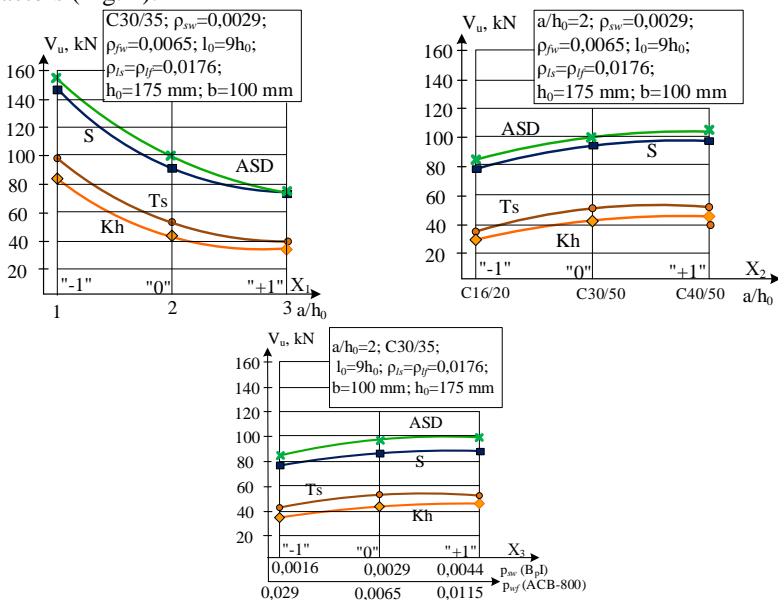 V_u, kN
C30/35; ρ_sw=0,0029;
ρ_fw=0,0065; l_0=9h_0;
ρ_ls=ρ_lf=0,0176;
h_0=175 mm; b=100 mm
160
140
120
100
80
60
40
20
S
ASD
Ts
Kh
"-1" "0" "+1" X_1
1 2 3 a/h_0
V_u, kN
a/h_0=2; ρ_sw=0,0029;
ρ_fw=0,0065; l_0=9h_0;
ρ_ls=ρ_lf=0,0176;
h_0=175 mm; b=100 mm
160
140
120
100
80
60
40
20
ASD
S
Ts
Kh
"-1" "0" "+1" X_2
C16/20 C30/50 C40/50 a/h_0
V_u, kN
a/h_0=2; C30/35;
l_0=9h_0; ρ_ls=ρ_lf=0,0176;
b=100 mm; h_0=175 mm
160
140
120
100
80
60
40
20
ASD
S
Ts
Kh
"-1" "0" "+1" X_3
0,0016 0,0029 0,0044 p_sw (B_pI)
0,029 0,0065 0,0115 p_wf (ACB-800)